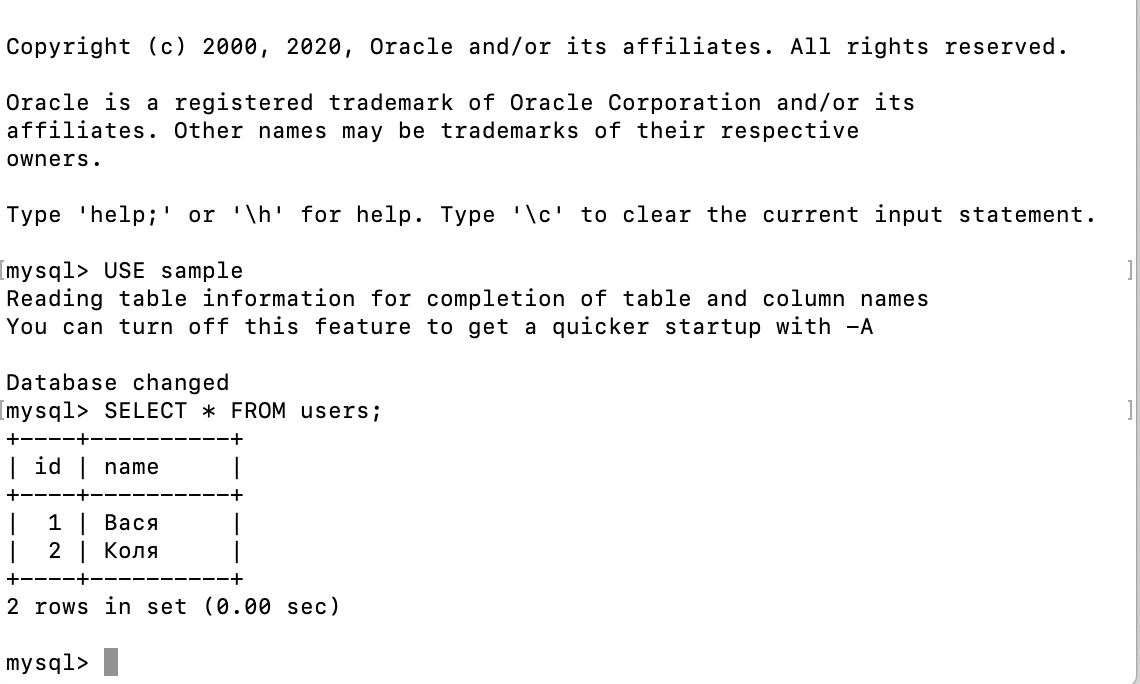 Copyright (c) 2000, 2020, Oracle and/or its affiliates. All rights reserved.
Oracle is a registered trademark of Oracle Corporation and/or its
affiliates. Other names may be trademarks of their respective
owners.
Type 'help;' or '\h' for help. Type '\c' to clear the current input statement.
[mysql> USE sample ]
Reading table information for completion of table and column names
You can turn off this feature to get a quicker startup with -A
Database changed
[mysql> SELECT * FROM users; ]
+----+----------+
| id | name     |
+----+----------+
|  1 | Вася     |
|  2 | Коля     |
+----+----------+
2 rows in set (0.00 sec)
mysql>